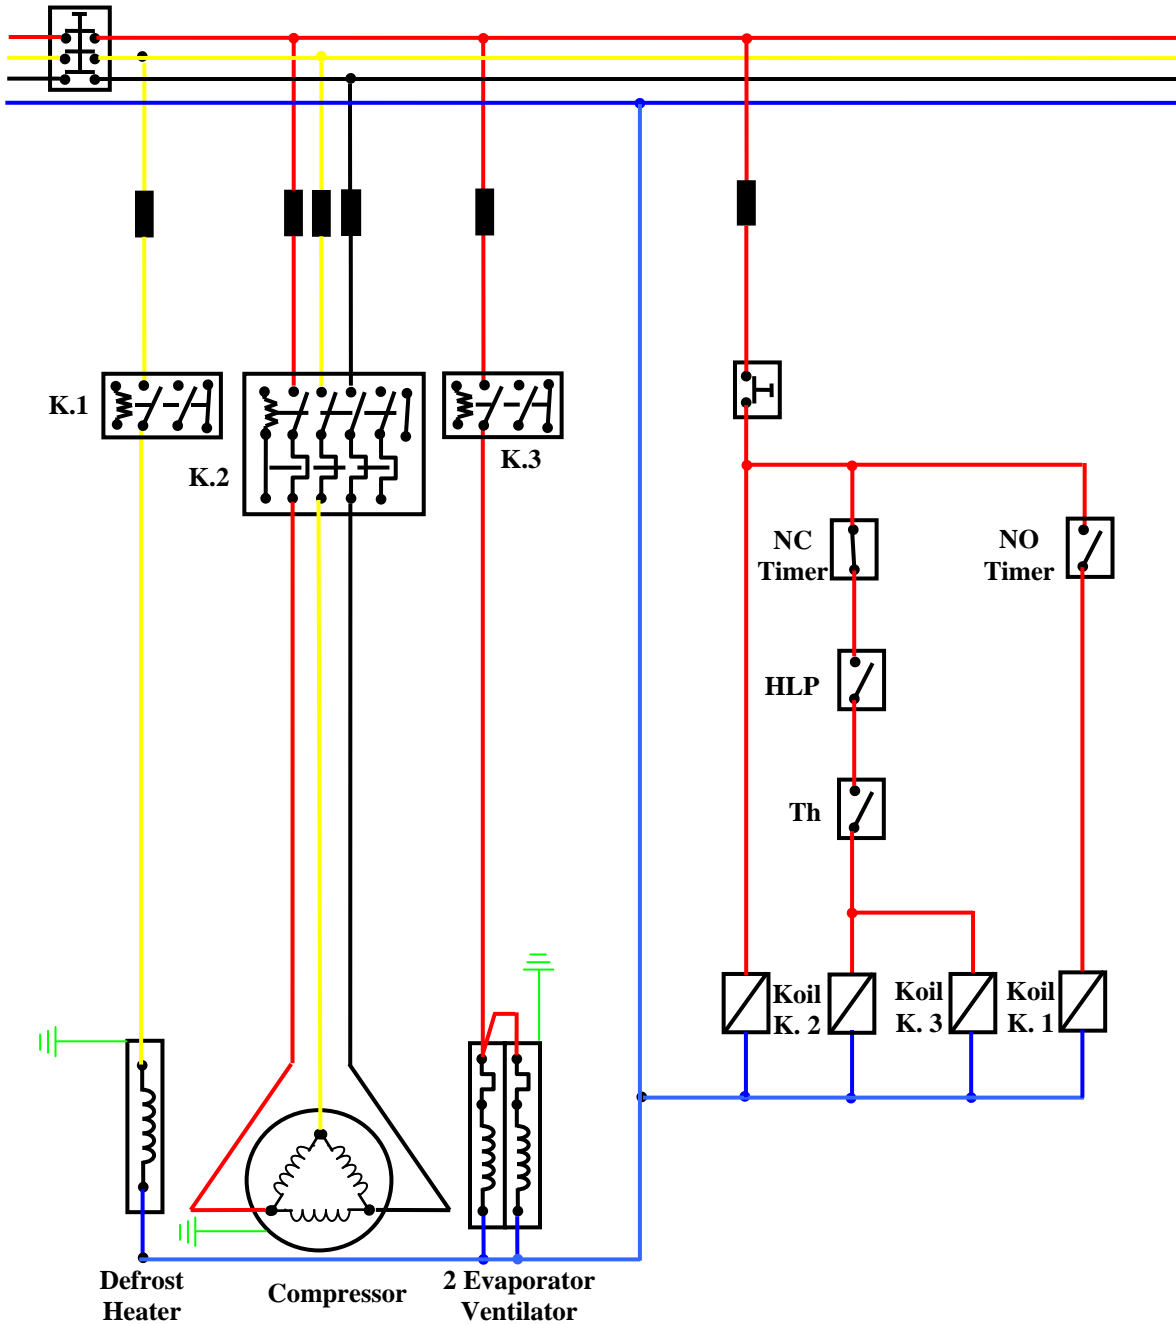 K.1
K.2
K.3
NC
Timer
NO
Timer
HLP
Th
Koil
K. 2
Koil
K. 3
Koil
K. 1
Defrost
Heater
Compressor
2 Evaporator
Ventilator